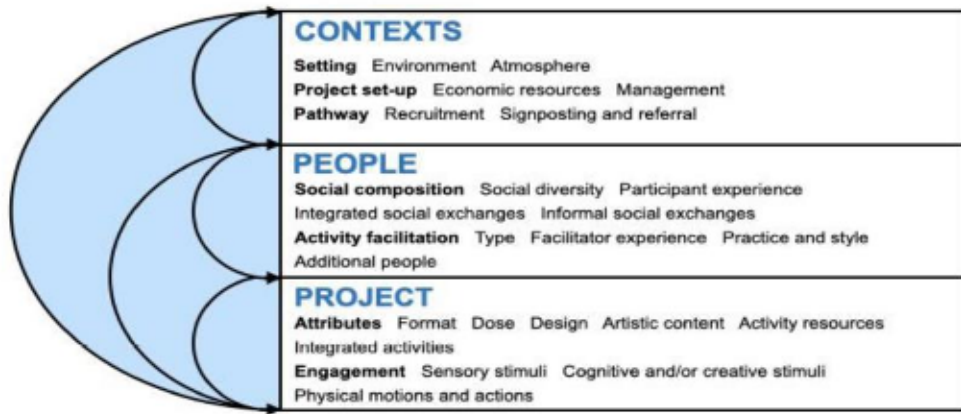 CONTEXTS
Setting Environment Atmosphere
Project set-up Economic resources Management
Pathway Recruitment Signposting and referral
PEOPLE
Social composition Social diversity Participant experience
Integrated social exchanges Informal social exchanges
Activity facilitation Type Facilitator experience Practice and style
Additional people
PROJECT
Attributes Format Dose Design Artistic content Activity resources
Integrated activities
Engagement Sensory stimuli Cognitive and/or creative stimuli
Physical motions and actions